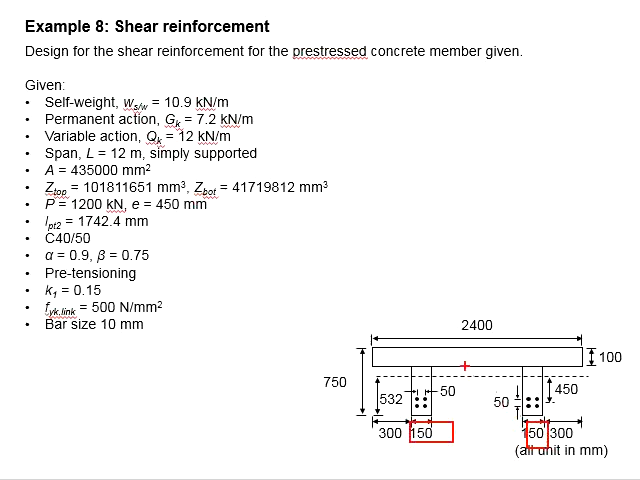 Example 8: Shear reinforcement
Design for the shear reinforcement for the prestressed concrete member given.
Given:
• Self-weight, ws/w = 10.9 kN/m
• Permanent action, Gk = 7.2 kN/m
• Variable action, Qk = 12 kN/m
• Span, L = 12 m, simply supported
• A = 435000 mm²
• Ztop = 101811651 mm³, Zbot = 41719812 mm³
• P = 1200 kN, e = 450 mm
• lpt2 = 1742.4 mm
• C40/50
• α = 0.9, β = 0.75
• Pre-tensioning
• k1 = 0.15
• fyk,link = 500 N/mm²
• Bar size 10 mm
2400
100
750
532
50
50
450
300 150
150 300
(all unit in mm)